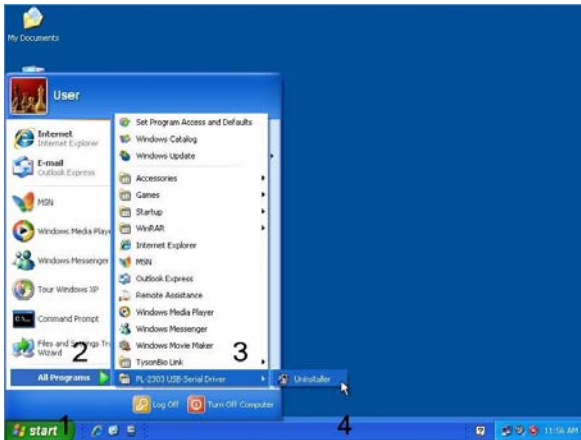 My Documents
User
Internet
Internet Explorer
E-mail
Outlook Express
MSN
Windows Media Playe
Windows Messenger
Tour Windows XP
Command Prompt
Files and Settings Tra
Wizard
2
All Programs
Set Program Access and Defaults
Windows Catalog
Windows Update
Accessories
Games
Startup
WinRAR
Internet Explorer
MSN
Outlook Express
Remote Assistance
Windows Media Player
Windows Messenger
Windows Movie Maker
3
TysonBio Link
PL-2303 USB-Serial Driver
Uninstaller
Log Off
Turn Off Computer
start
1
4
11:56 AM